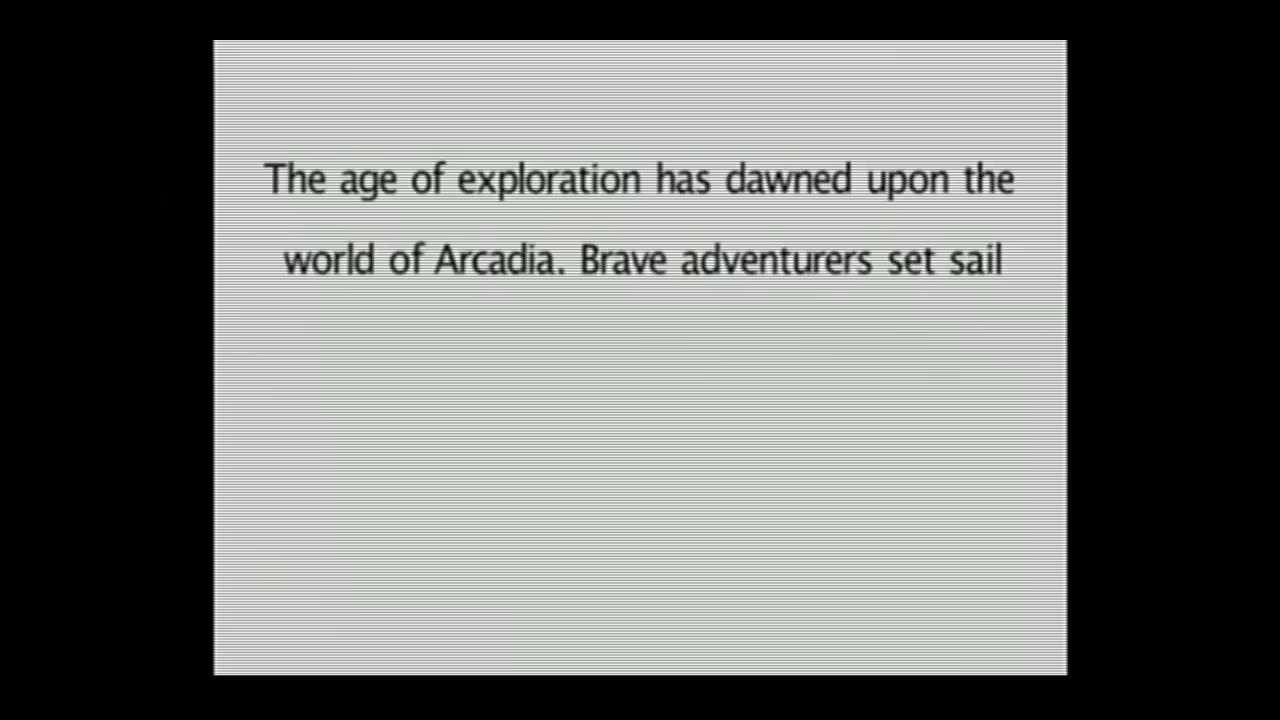 The age of exploration has dawned upon the
world of Arcadia. Brave adventurers set sail